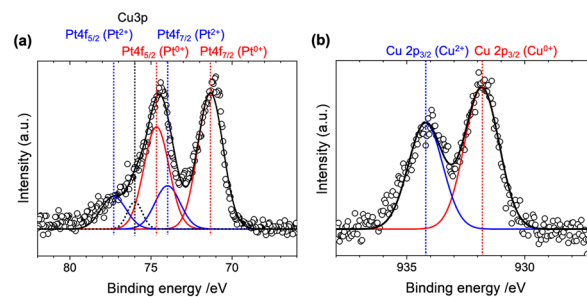 (a)
Cu3p
Pt4f5/2 (Pt2+) Pt4f7/2 (Pt2+)
Pt4f5/2 (Pt0+) Pt4f7/2 (Pt0+)
Intensity (a.u.)
80 75 70
Binding energy /eV
(b)
Cu 2p3/2 (Cu2+) Cu 2p3/2 (Cu0+)
Intensity (a.u.)
935 930
Binding energy /eV